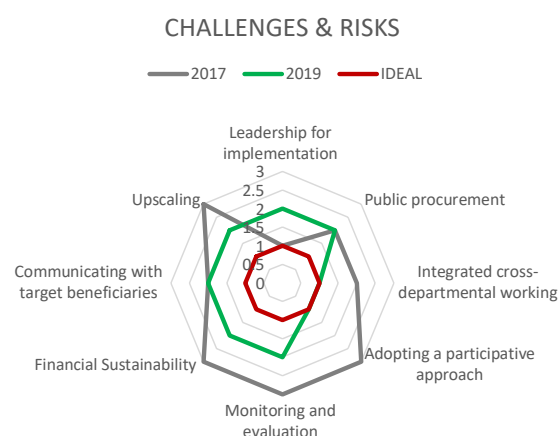 CHALLENGES & RISKS
2017 2019 IDEAL
Leadership for
implementation
Public procurement
Integrated cross-
departmental working
Adopting a participative
approach
Monitoring and
evaluation
Financial Sustainability
Communicating with
target beneficiaries
Upscaling
3
2.5
2
1.5
1
0.5
0